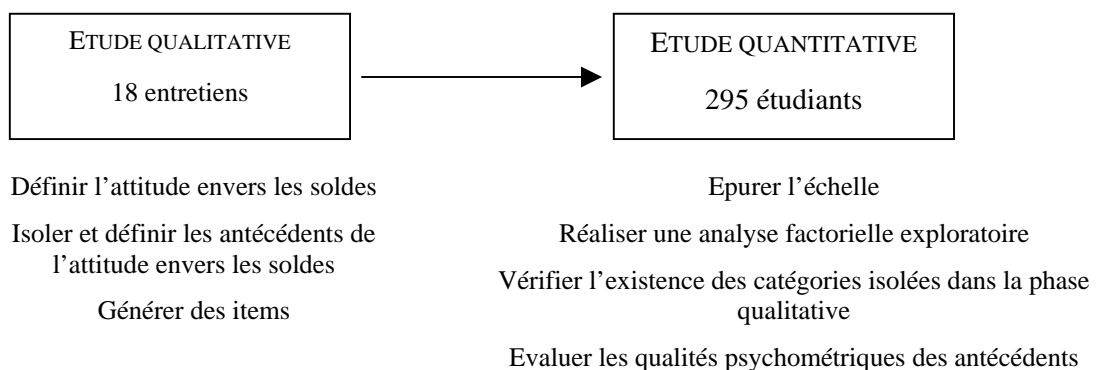 ETUDE QUALITATIVE
18 entretiens
ETUDE QUANTITATIVE
295 étudiants
Définir l’attitude envers les soldes
Isoler et définir les antécédents de
l’attitude envers les soldes
Générer des items
Epurer l’échelle
Réaliser une analyse factorielle exploratoire
Vérifier l’existence des catégories isolées dans la phase
qualitative
Evaluer les qualités psychométriques des antécédents